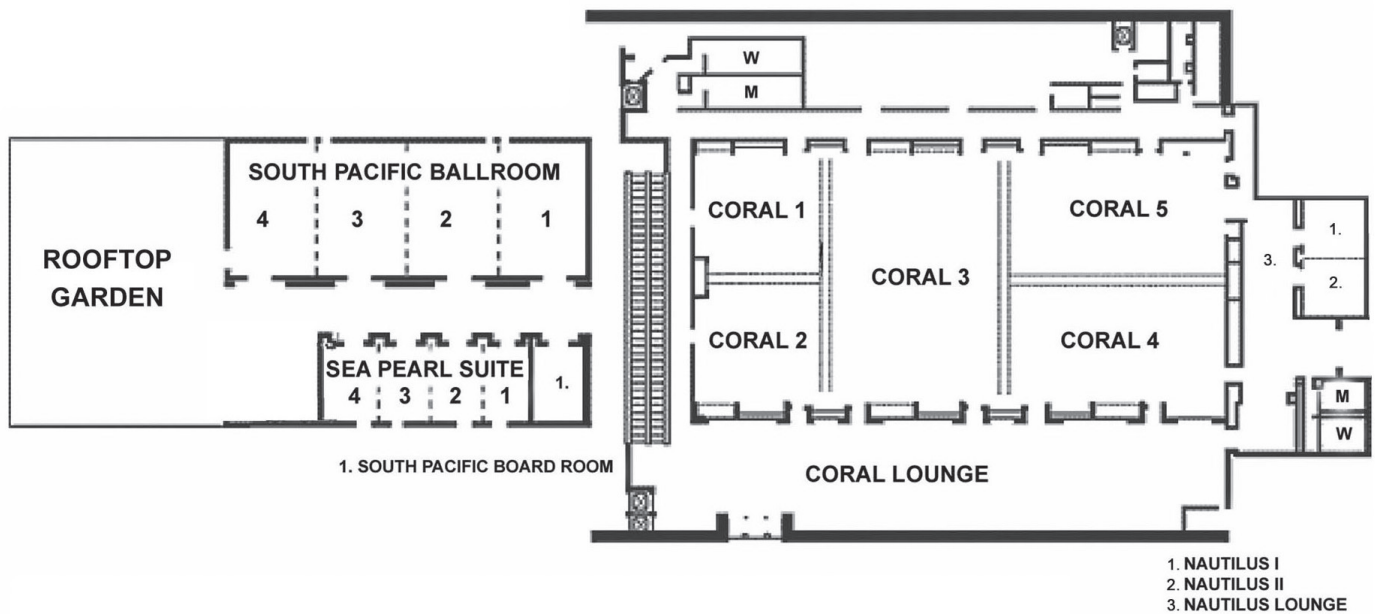 W
M
SOUTH PACIFIC BALLROOM
4 3 2 1
ROOFTOP
GARDEN
SEA PEARL SUITE
4 3 2 1
1.
1. SOUTH PACIFIC BOARD ROOM
CORAL 1
CORAL 2
CORAL 3
CORAL 5
CORAL 4
CORAL LOUNGE
1.
2.
3.
M
W
1. NAUTILUS I
2. NAUTILUS II
3. NAUTILUS LOUNGE